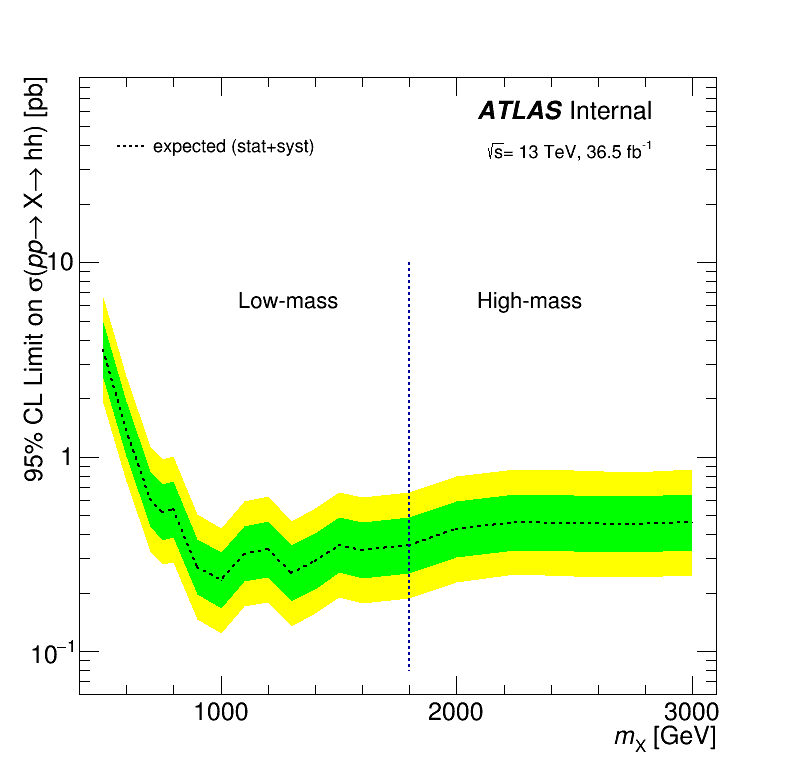 ATLAS Internal
expected (stat+syst)
√s= 13 TeV, 36.5 fb⁻¹
95% CL Limit on σ(pp→ X→ hh) [pb]
Low-mass
High-mass
10
1
10⁻¹
1000
2000
3000
mX [GeV]